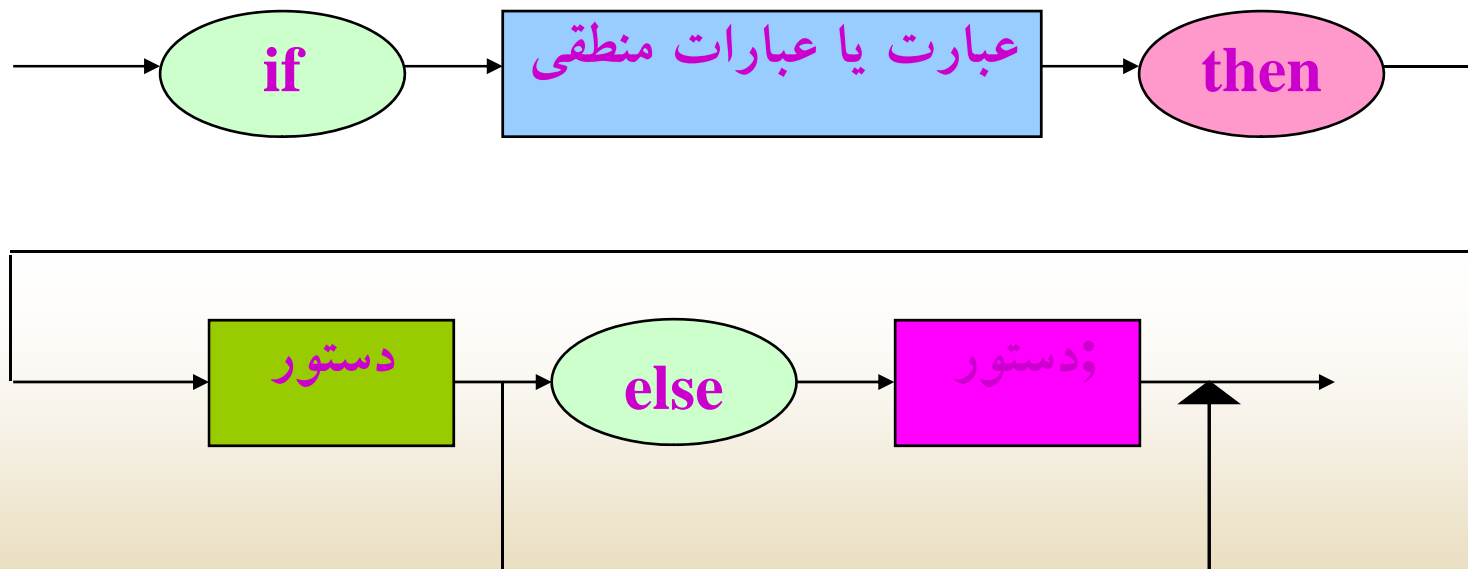 if
عبارت یا عبارات منطقی
then
دستور
else
دستور;